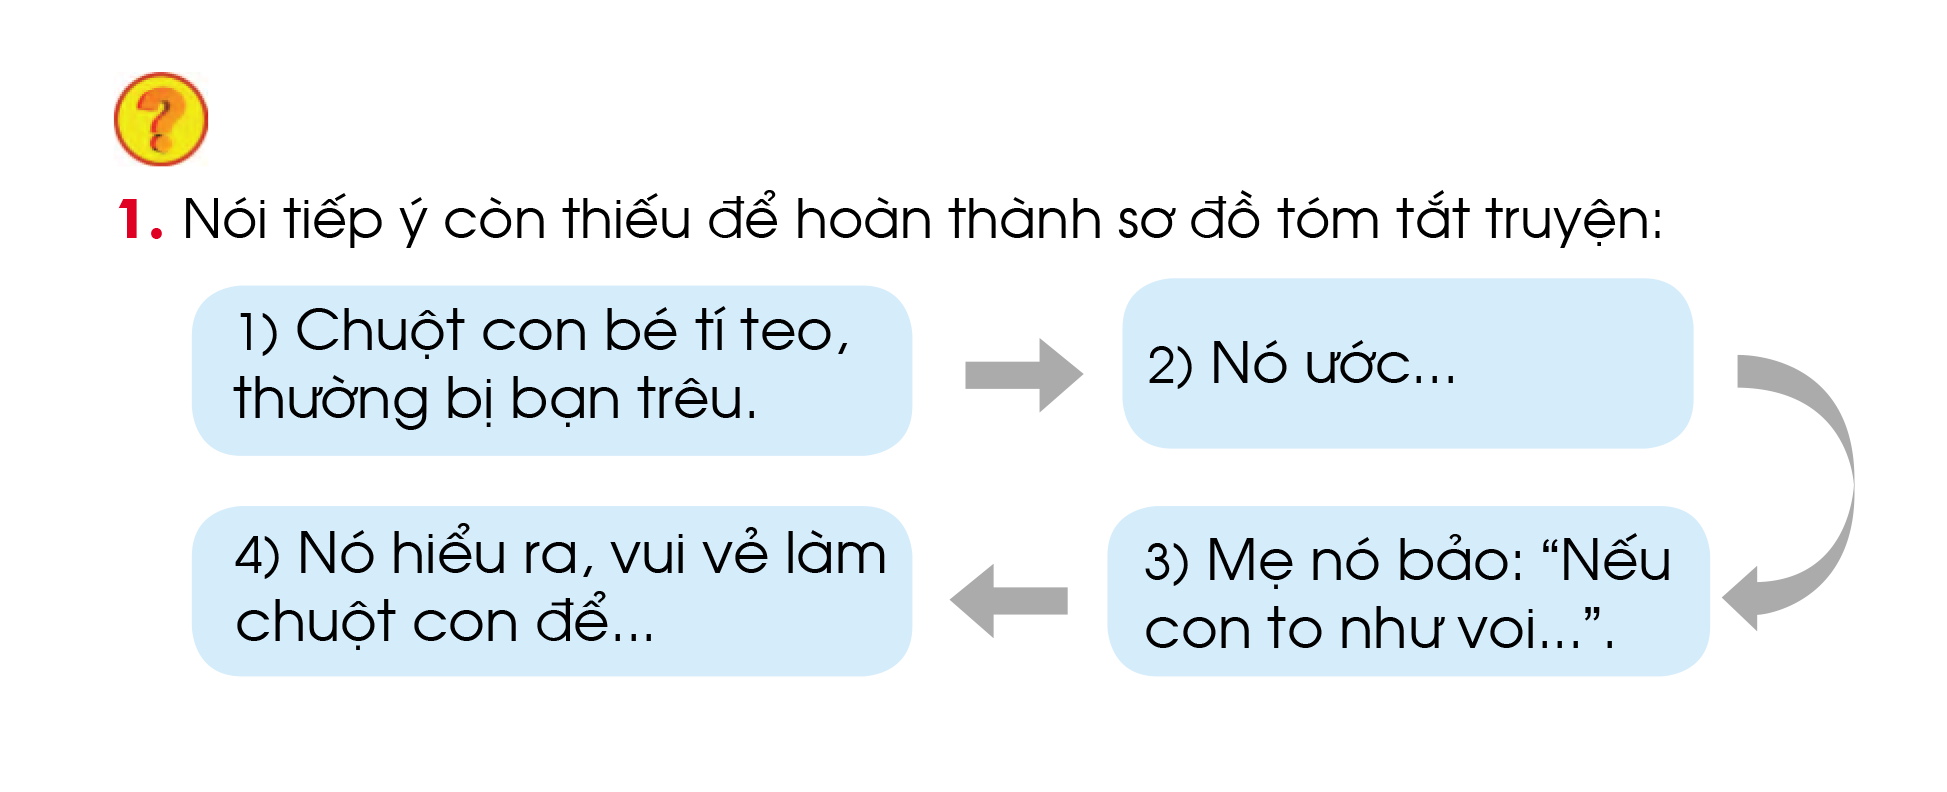 ?
1. Nói tiếp ý còn thiếu để hoàn thành sơ đồ tóm tắt truyện:
1) Chuột con bé tí teo,
thường bị bạn trêu.
2) Nó ước...
3) Mẹ nó bảo: “Nếu
con to như voi...”.
4) Nó hiểu ra, vui vẻ làm
chuột con để...